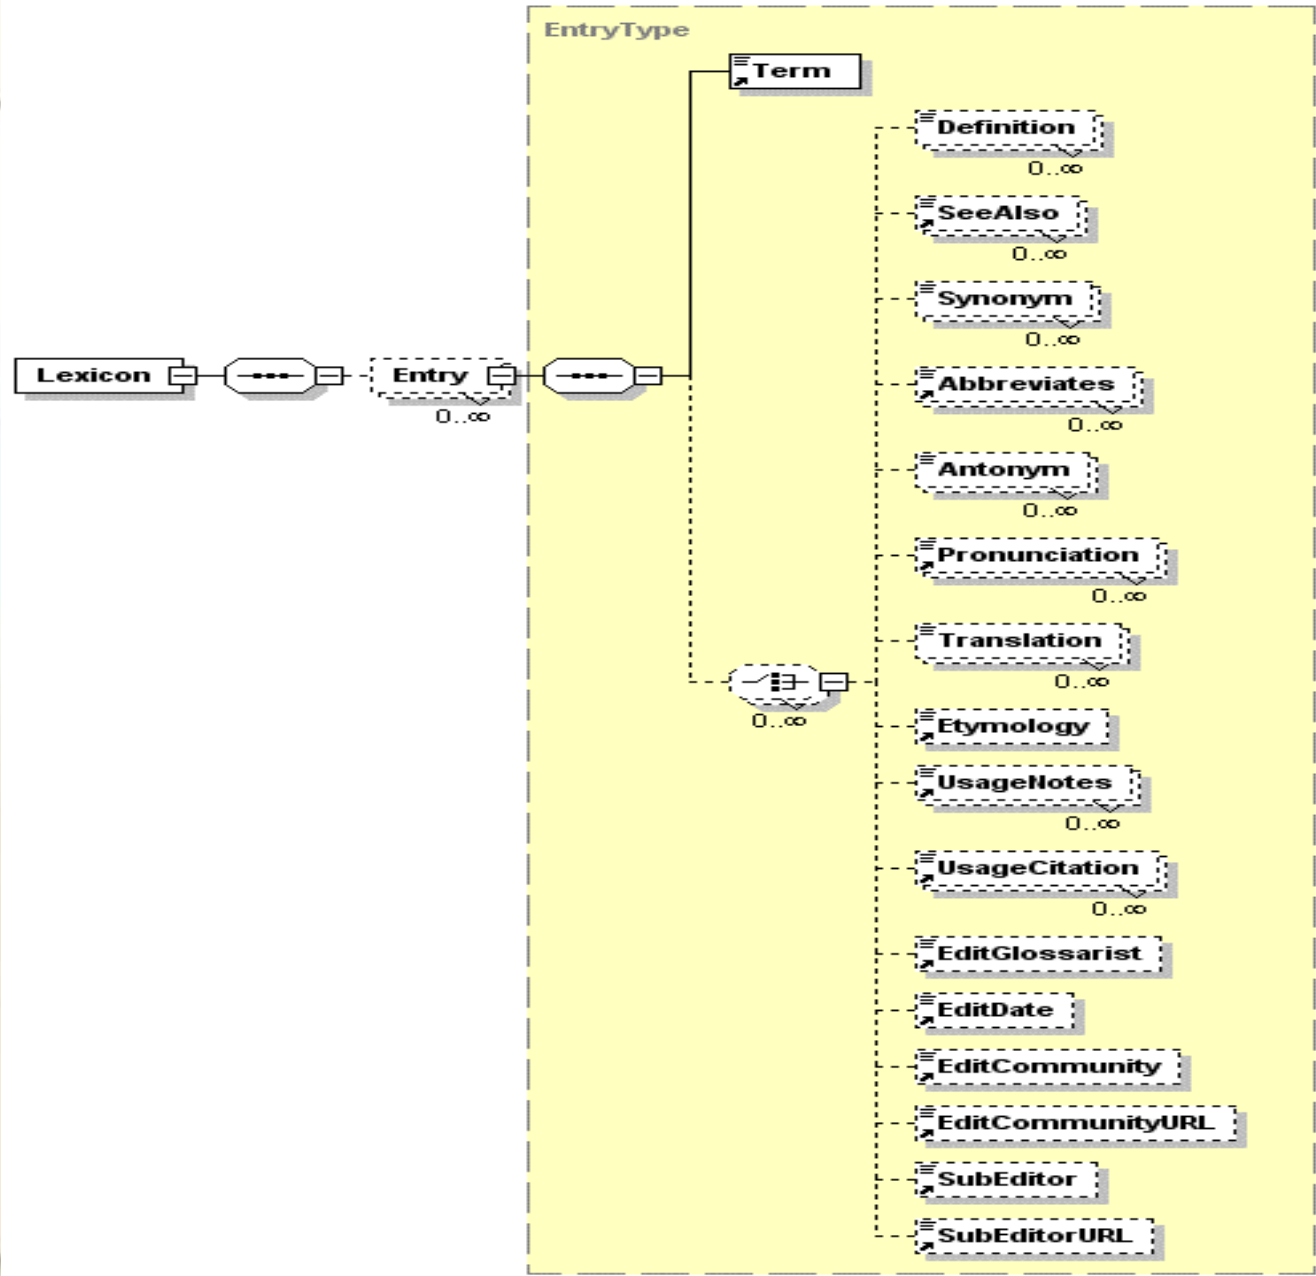 EntryType
Term
Definition
0..∞
SeeAlso
0..∞
Synonym
0..∞
Lexicon
Entry
0..∞
Abbreviates
0..∞
Antonym
0..∞
Pronunciation
0..∞
Translation
0..∞
0..∞
Etymology
UsageNotes
0..∞
UsageCitation
0..∞
EditGlossarist
EditDate
EditCommunity
EditCommunityURL
SubEditor
SubEditorURL